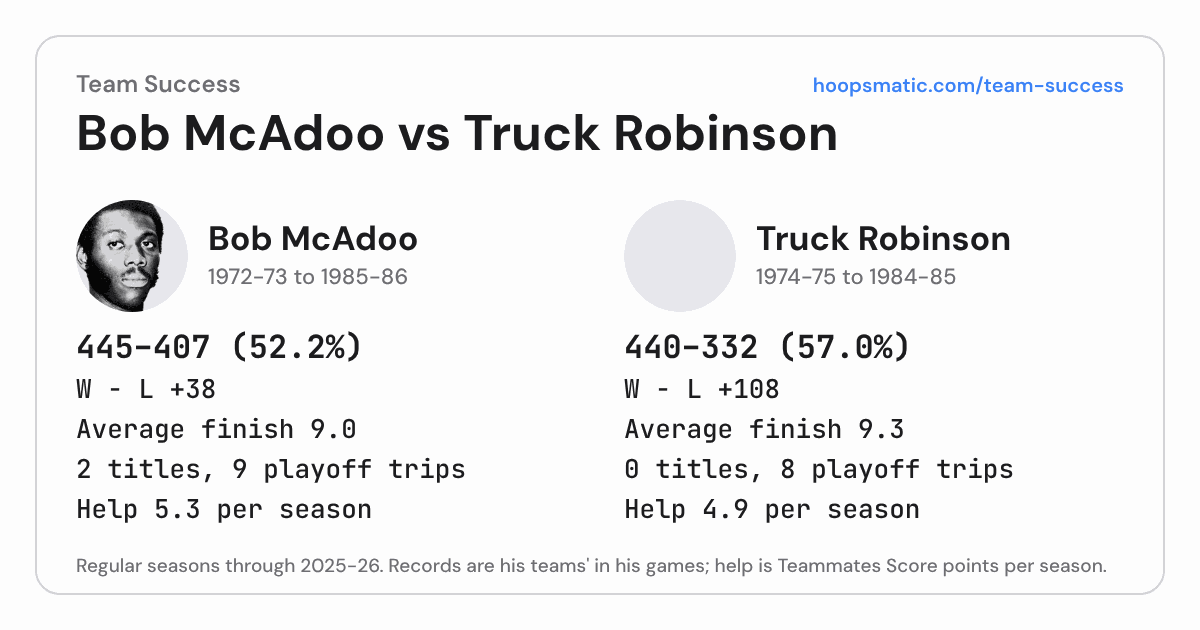 Team Success
hoopsmatic.com/team-success
Bob McAdoo vs Truck Robinson
Bob McAdoo
1972-73 to 1985-86
445-407 (52.2%)
W - L +38
Average finish 9.0
2 titles, 9 playoff trips
Help 5.3 per season
Truck Robinson
1974-75 to 1984-85
440-332 (57.0%)
W - L +108
Average finish 9.3
0 titles, 8 playoff trips
Help 4.9 per season
Regular seasons through 2025-26. Records are his teams' in his games; help is Teammates Score points per season.